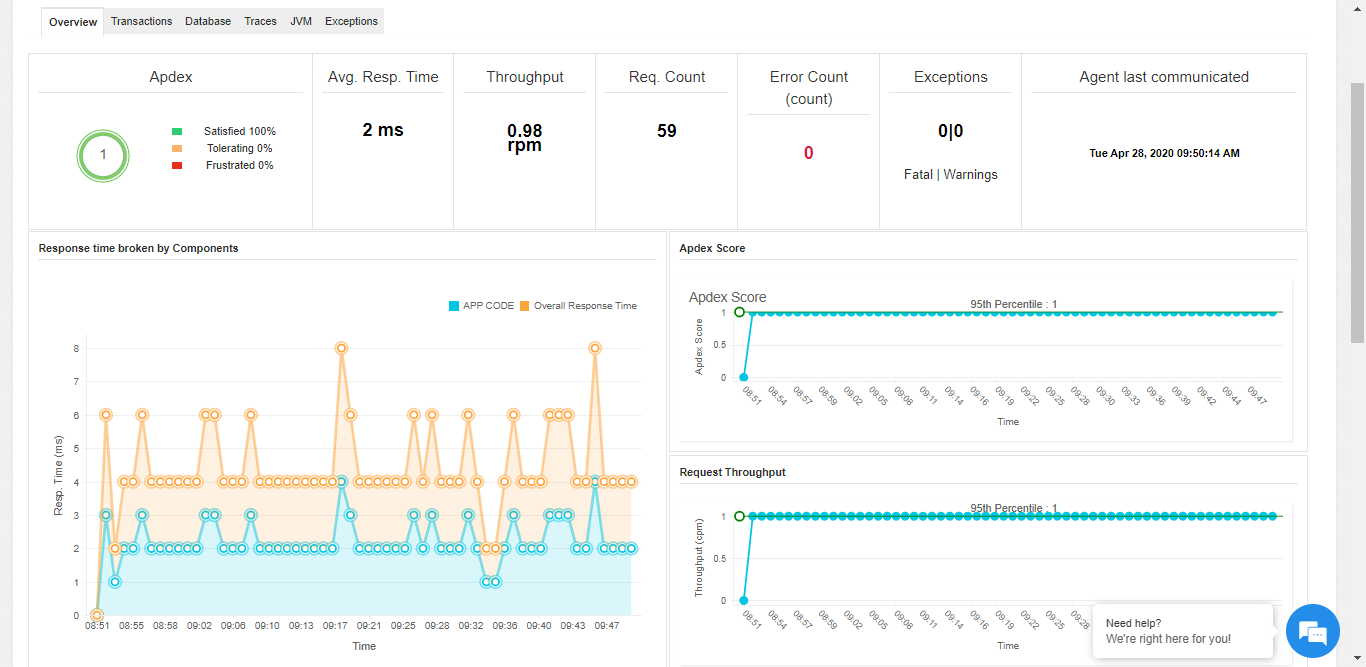 Overview Transactions Database Traces JVM Exceptions
Apdex
1
Satisfied 100%
Tolerating 0%
Frustrated 0%
Avg. Resp. Time
2 ms
Throughput
0.98
rpm
Req. Count
59
Error Count
(count)
0
Exceptions
0|0
Fatal | Warnings
Agent last communicated
Tue Apr 28, 2020 09:50:14 AM
Response time broken by Components
APP CODE Overall Response Time
Resp. Time (ms)
8
7
6
5
4
3
2
1
0
08:51 08:55 08:58 09:02 09:06 09:10 09:13 09:17 09:21 09:25 09:28 09:32 09:36 09:40 09:43 09:47
Time
Apdex Score
Apdex Score
95th Percentile : 1
Apdex Score
1
0.5
0
08:51 08:54 08:57 08:59 09:02 09:05 09:08 09:11 09:14 09:16 09:19 09:22 09:25 09:28 09:30 09:33 09:36 09:39 09:42 09:44 09:47
Time
Request Throughput
95th Percentile : 1
Throughput (cpm)
1
0.5
0
08:51 08:54 08:57 08:59 09:02 09:05 09:08 09:11 09:14 09:16 09:19 09:22 09:25 09:28
Time
Need help?
We're right here for you!